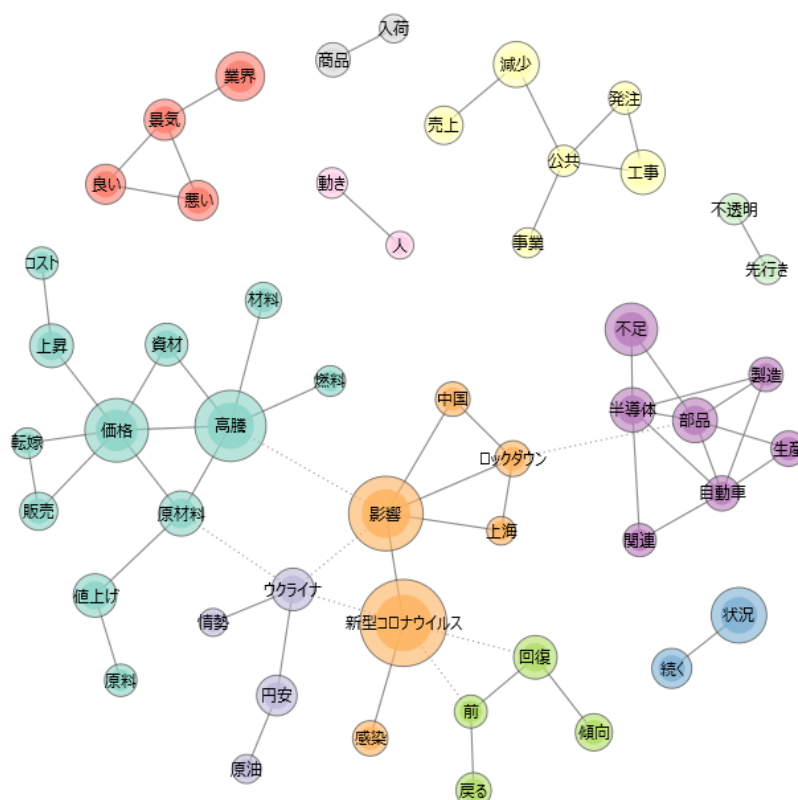 入荷
商品
減少
業界
発注
景気
売上
公共
工事
良い
動き
悪い
不透明
人
事業
コスト
先行き
材料
不足
上昇
資材
製造
燃料
中国
半導体
部品
価格
高騰
転嫁
ロックダウン
生産
自動車
販売
原材料
影響
上海
関連
ウクライナ
値上げ
状況
情勢
新型コロナウイルス
回復
続く
原料
円安
前
傾向
感染
原油
戻る